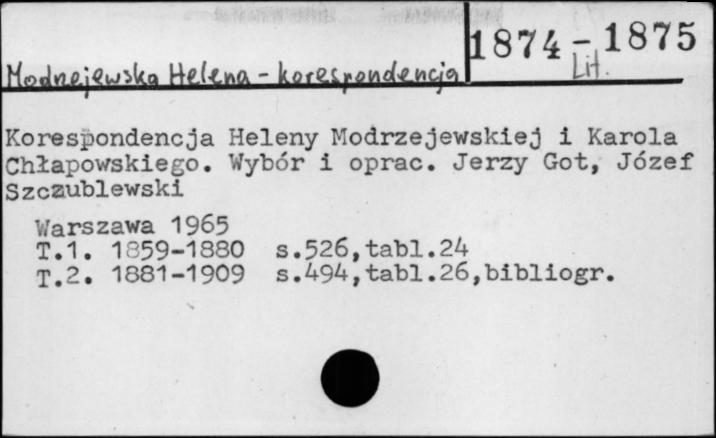 1874 - 1875
Lit.
Modrzejewska Helena - korespondencja
Korespondencja Heleny Modrzejewskiej i Karola
Chłapowskiego. Wybór i oprac. Jerzy Got, Józef
Szczublewski
Warszawa 1965
T.1. 1859-1880 s.526,tabl.24
T.2. 1881-1909 s.494,tabl.26,bibliogr.